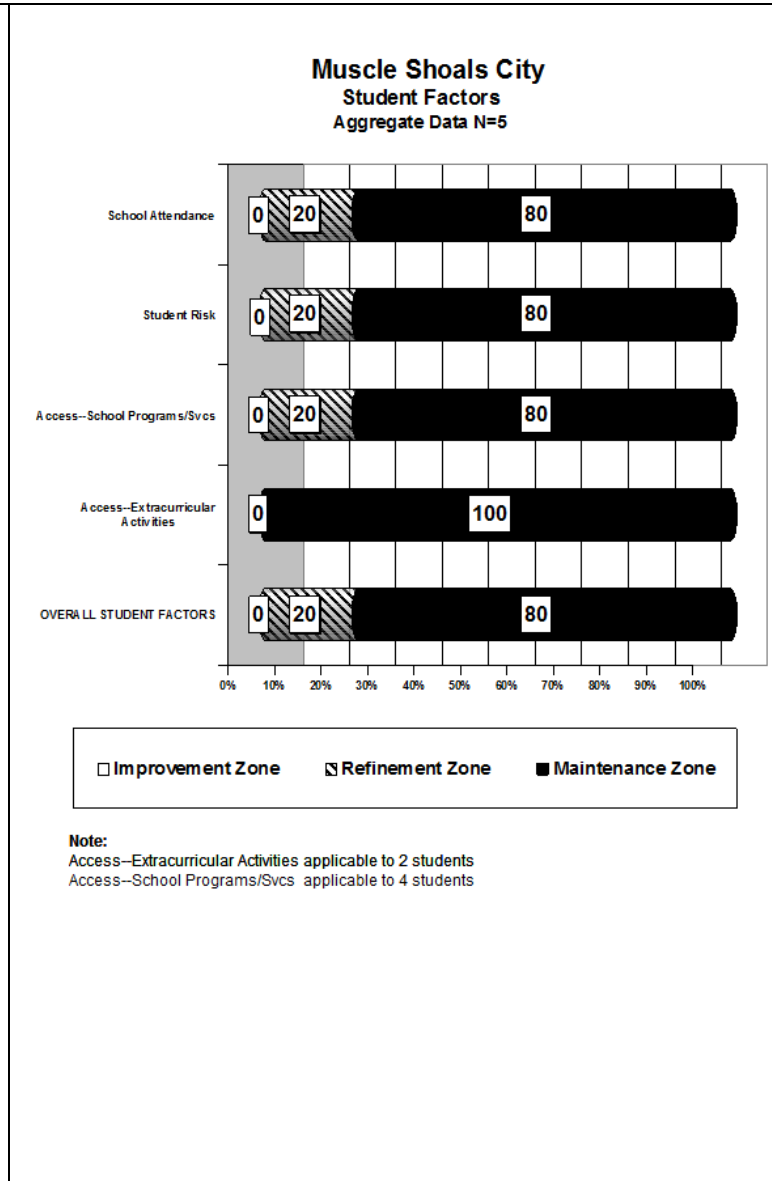 Muscle Shoals City
Student Factors
Aggregate Data N=5
School Attendance
0 20 80
Student Risk
0 20 80
Access--School Programs/Svcs
0 20 80
Access--Extracurricular
Activities
0 100
OVERALL STUDENT FACTORS
0 20 80
0% 10% 20% 30% 40% 50% 60% 70% 80% 90% 100%
Improvement Zone Refinement Zone Maintenance Zone
Note:
Access--Extracurricular Activities applicable to 2 students
Access--School Programs/Svcs applicable to 4 students